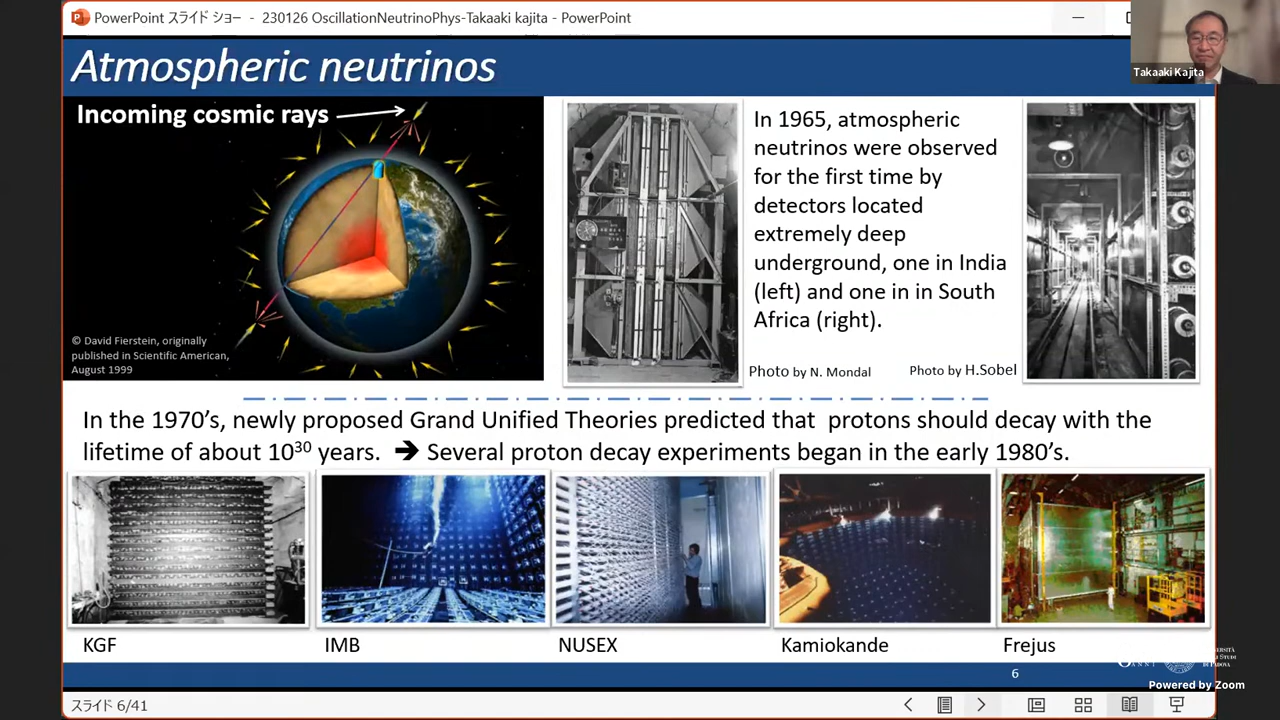 PowerPoint スライド ショー - 230126 OscillationNeutrinoPhys-Takaaki kajita - PowerPoint
Takaaki Kajita
Atmospheric neutrinos
Incoming cosmic rays
© David Fierstein, originally
published in Scientific American,
August 1999
In 1965, atmospheric
neutrinos were observed
for the first time by
detectors located
extremely deep
underground, one in India
(left) and one in in South
Africa (right).
Photo by N. Mondal
Photo by H.Sobel
In the 1970’s, newly proposed Grand Unified Theories predicted that protons should decay with the
lifetime of about 10³⁰ years. ➔ Several proton decay experiments began in the early 1980’s.
KGF
IMB
NUSEX
Kamiokande
Frejus
6
Powered by Zoom
スライド 6/41